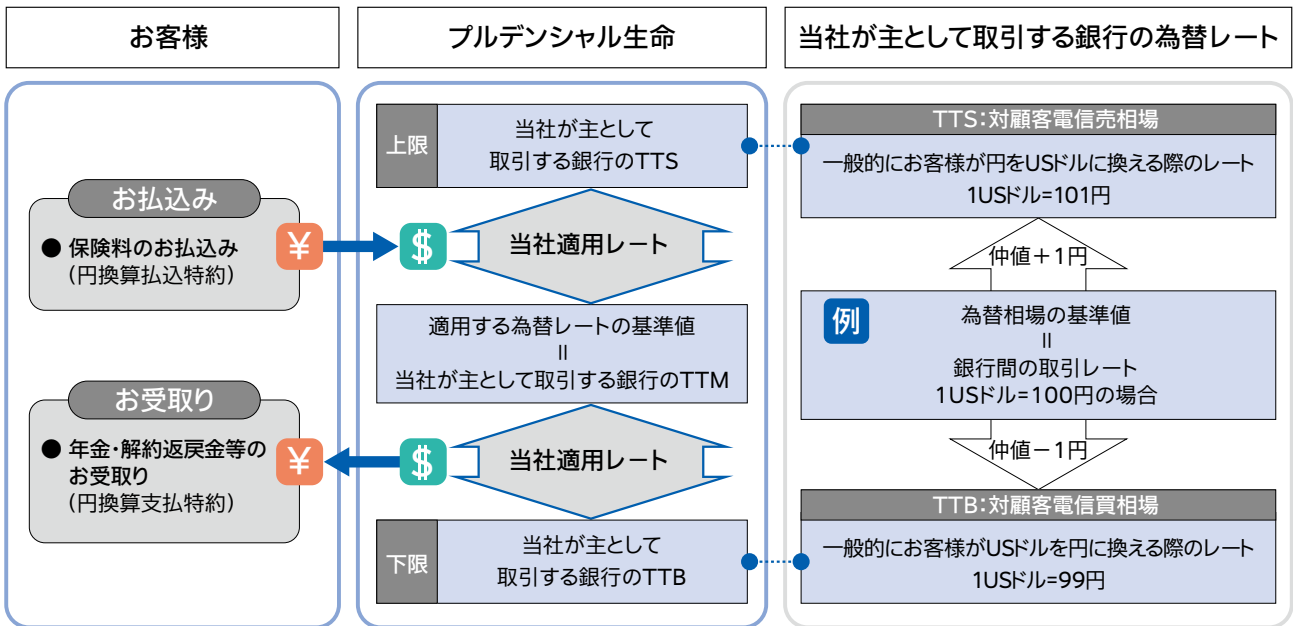 お客様
プルデンシャル生命
当社が主として取引する銀行の為替レート
お払込み
● 保険料のお払込み
(円換算払込特約)
¥
お受取り
● 年金・解約返戻金等の
お受取り
(円換算支払特約)
¥
上限
当社が主として
取引する銀行のTTS
$
当社適用レート
適用する為替レートの基準値
=
当社が主として取引する銀行のTTM
$
当社適用レート
下限
当社が主として
取引する銀行のTTB
TTS:対顧客電信売相場
一般的にお客様が円をUSドルに換える際のレート
1USドル=101円
仲値+1円
例
為替相場の基準値
=
銀行間の取引レート
1USドル=100円の場合
仲値-1円
TTB:対顧客電信買相場
一般的にお客様がUSドルを円に換える際のレート
1USドル=99円